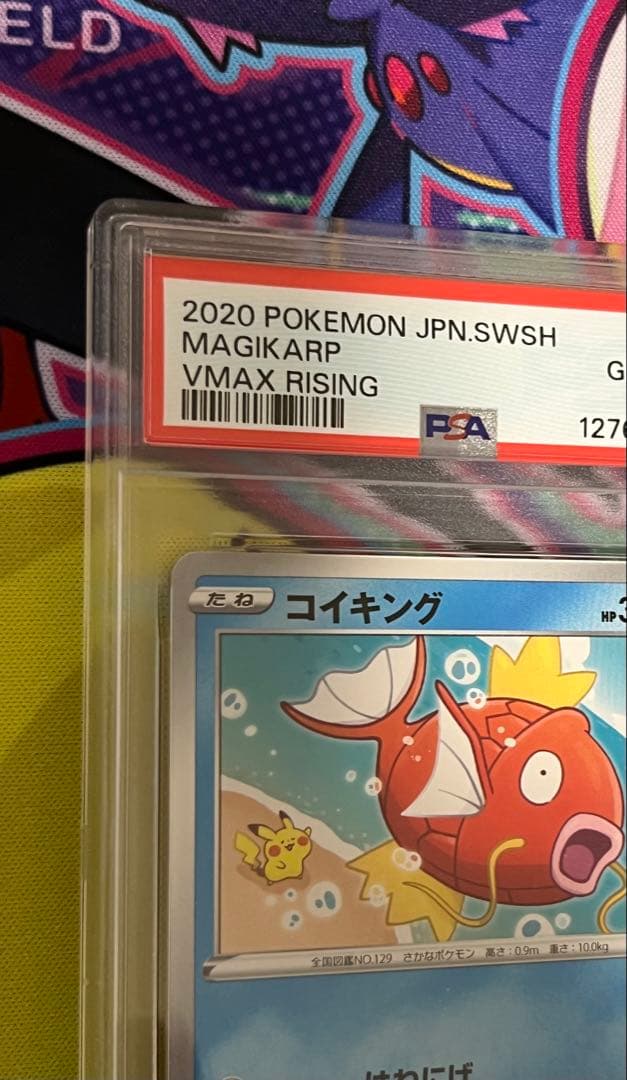 ELD
2020 POKEMON JPN.SWSH
MAGIKARP
G
VMAX RISING
PSA
1276
たね コイキング HP3
全国図鑑NO.129 さかなポケモン 高さ:0.9m 重さ:10.0kg
はねにげ